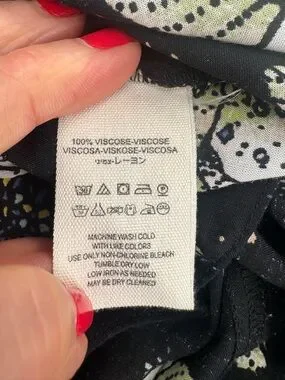 100% VISCOSE-VISCOSE
VISCOSA-VISKOSE-VISCOSA
レーヨン
MACHINE WASH COLD
WITH LIKE COLORS
USE ONLY NON-CHLORINE BLEACH
TUMBLE DRY LOW
LOW IRON AS NEEDED
MAY BE DRY CLEANED